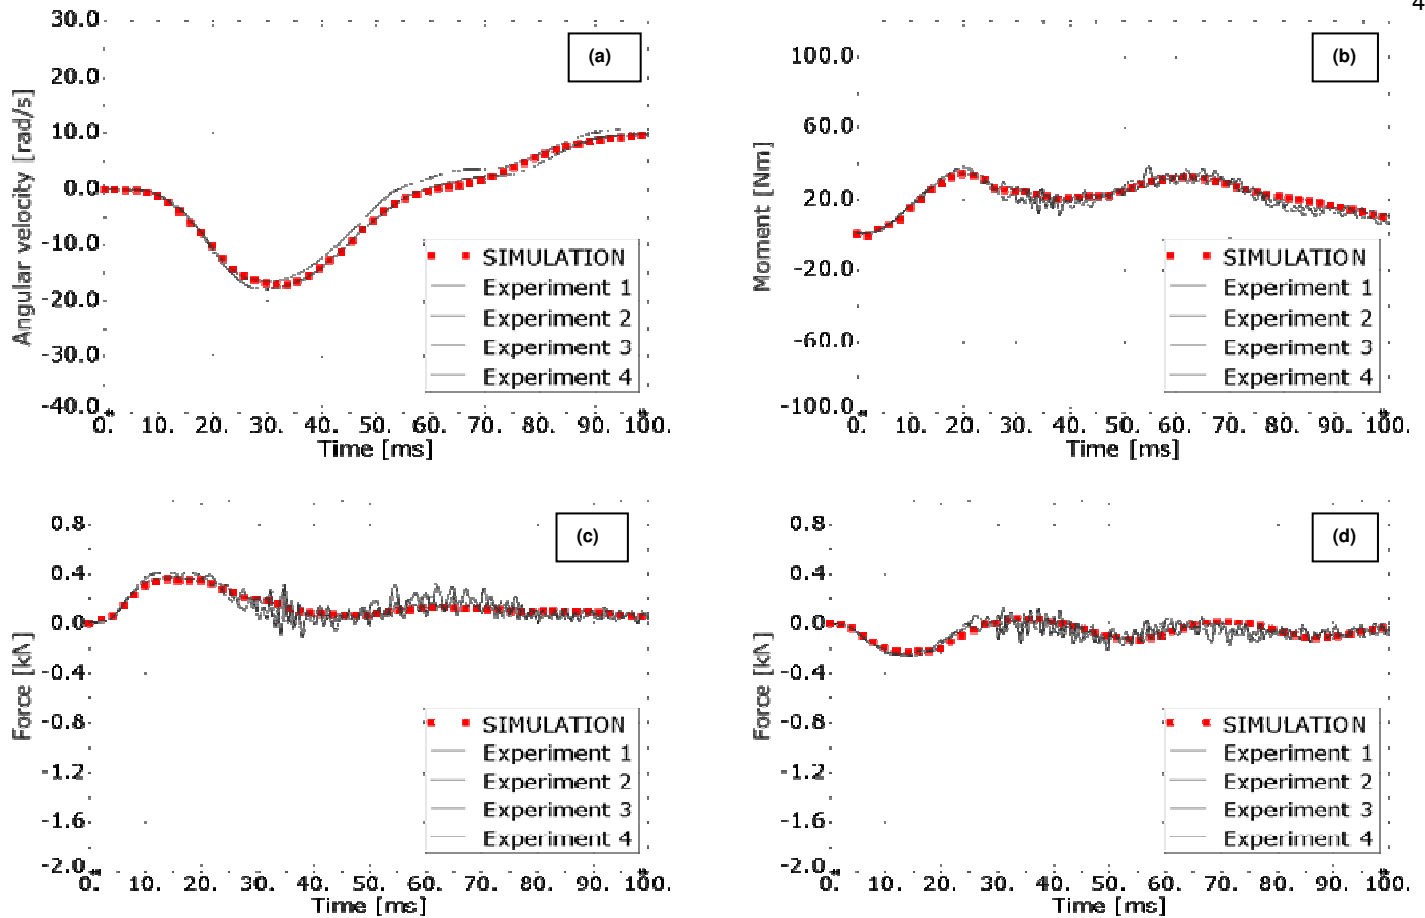 4
30.0
20.0
10.0
0.0
-10.0
-20.0
-30.0
-40.0
Angular velocity [rad/s]
(a)
SIMULATION
Experiment 1
Experiment 2
Experiment 3
Experiment 4
0. 10. 20. 30. 40. 50. 60. 70. 80. 90. 100.
Time [ms]
100.0
60.0
20.0
-20.0
-60.0
-100.0
Moment [Nm]
(b)
SIMULATION
Experiment 1
Experiment 2
Experiment 3
Experiment 4
0. 10. 20. 30. 40. 50. 60. 70. 80. 90. 100.
Time [ms]
0.8
0.4
0.0
-0.4
-0.8
-1.2
-1.6
-2.0
Force [kN]
(c)
SIMULATION
Experiment 1
Experiment 2
Experiment 3
Experiment 4
0. 10. 20. 30. 40. 50. 60. 70. 80. 90. 100.
Time [ms]
0.8
0.4
0.0
-0.4
-0.8
-1.2
-1.6
-2.0
Force [kN]
(d)
SIMULATION
Experiment 1
Experiment 2
Experiment 3
Experiment 4
0. 10. 20. 30. 40. 50. 60. 70. 80. 90. 100.
Time [ms]